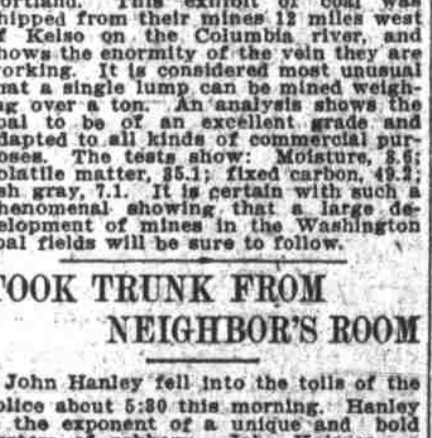 ortland. This exhibit of coal was
hipped from their mines 12 miles west
f Kelso on the Columbia river, and
hows the enormity of the vein they are
orking. It is considered most unusual
hat a single lump can be mined weigh-
ng over a ton. An analysis shows the
oal to be of an excellent grade and
dapted to all kinds of commercial pur-
oses. The tests show: Moisture, 8.6;
olatile matter, 35.1; fixed carbon, 49.2;
sh gray, 7.1. It is certain with such a
henomenal showing that a large de-
elopment of mines in the Washington
oal fields will be sure to follow.
TOOK TRUNK FROM
NEIGHBOR'S ROOM
John Hanley fell into the toils of the
olice about 5:30 this morning. Hanley
the exponent of a unique and bold